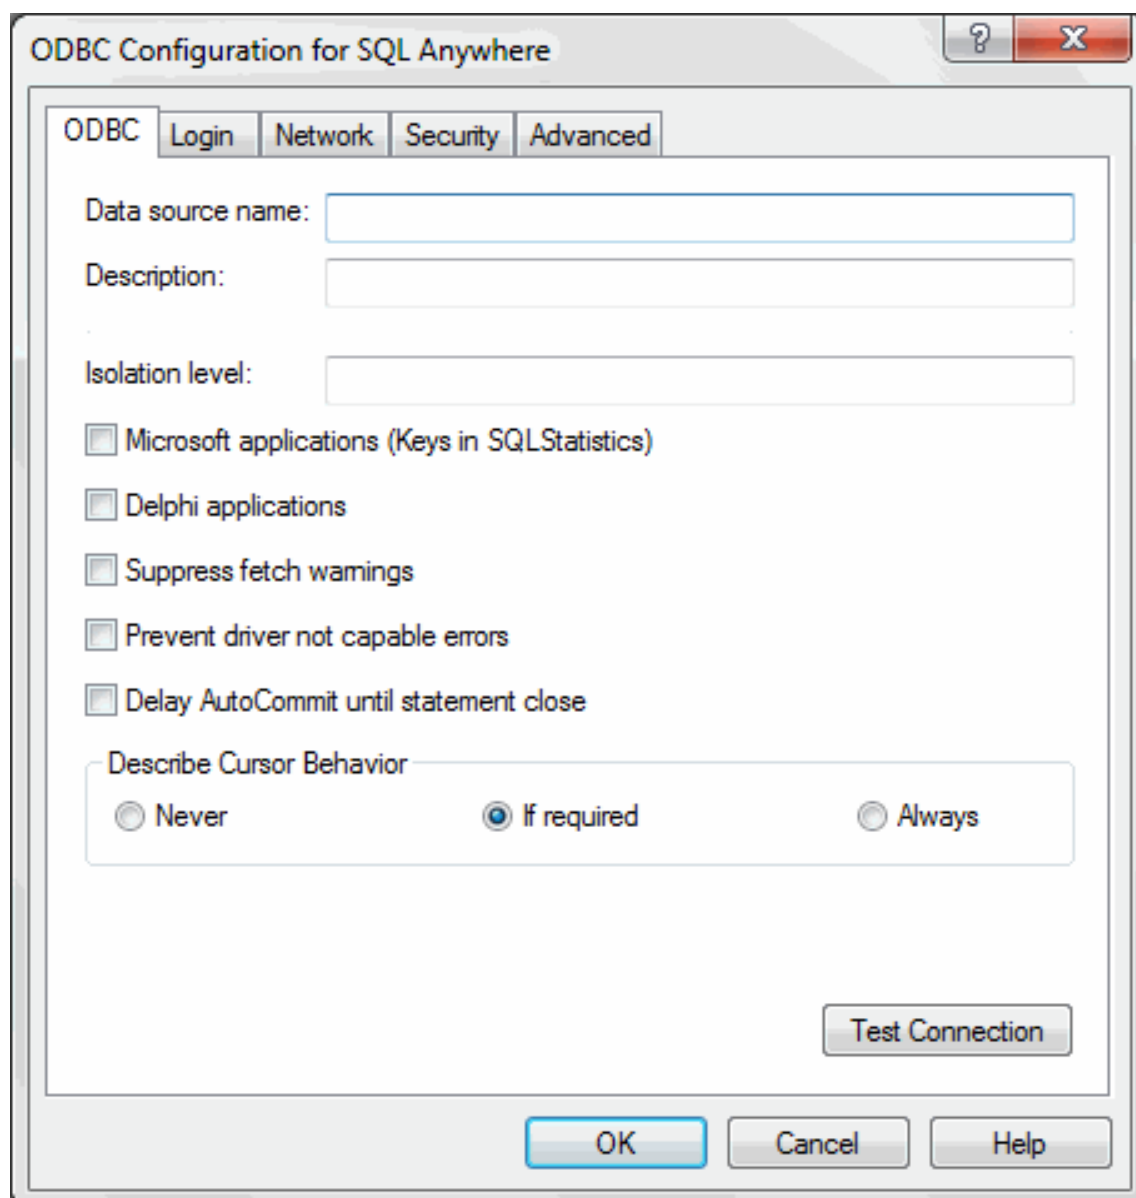 ODBC Configuration for SQL Anywhere
?
X
ODBC Login Network Security Advanced
Data source name:
Description:
Isolation level:
Microsoft applications (Keys in SQLStatistics)
Delphi applications
Suppress fetch warnings
Prevent driver not capable errors
Delay AutoCommit until statement close
Describe Cursor Behavior
Never If required Always
Test Connection
OK Cancel Help